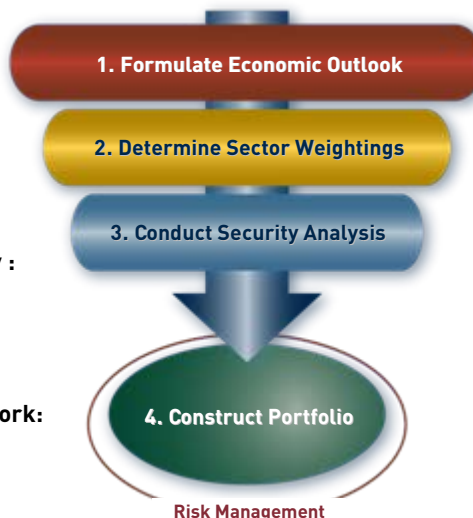 1. Formulate Economic Outlook
2. Determine Sector Weightings
3. Conduct Security Analysis
:
4. Construct Portfolio
Risk Management